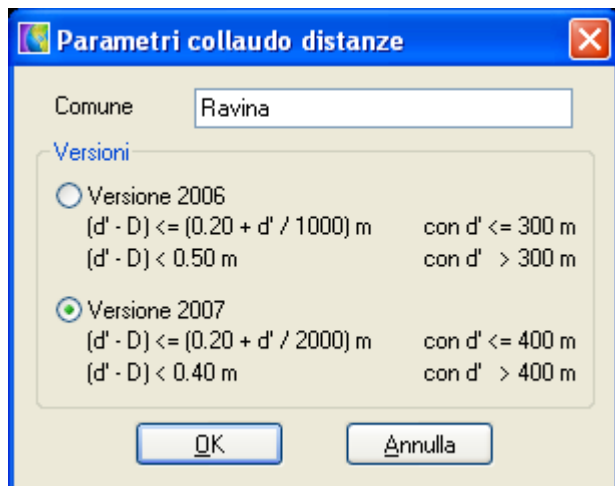 Parametri collaudo distanze
Comune Ravina
Versioni
Versione 2006
(d' - D) <= (0.20 + d' / 1000) m con d' <= 300 m
(d' - D) < 0.50 m con d' > 300 m
Versione 2007
(d' - D) <= (0.20 + d' / 2000) m con d' <= 400 m
(d' - D) < 0.40 m con d' > 400 m
OK Annulla